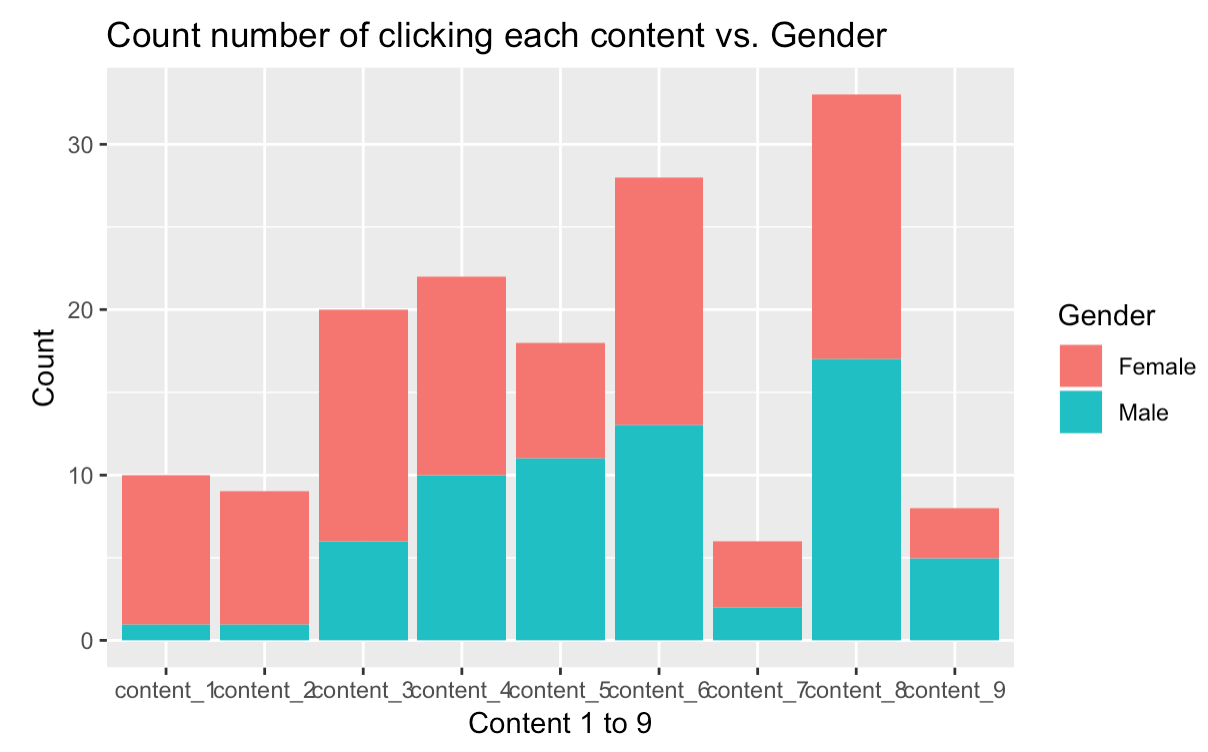 Count number of clicking each content vs. Gender
Count
30
20
10
0
content_1 content_2 content_3 content_4 content_5 content_6 content_7 content_8 content_9
Content 1 to 9
Gender
Female
Male